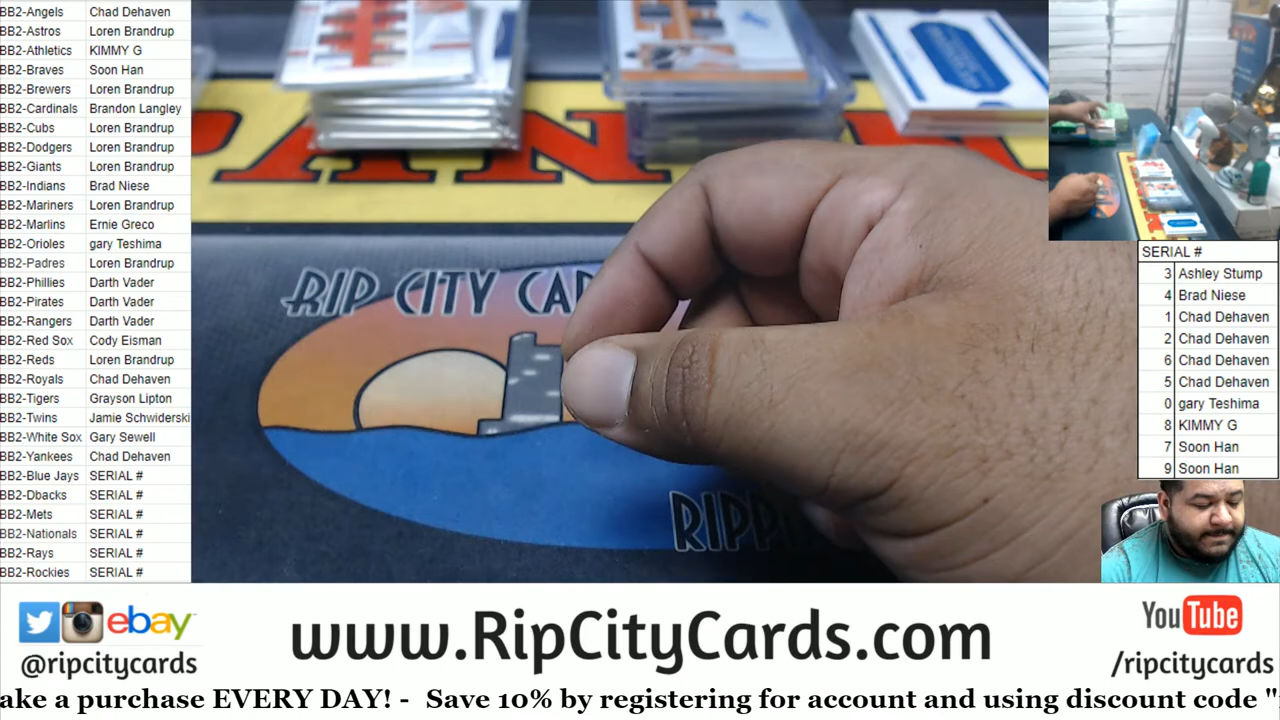 BB2-Angels Chad Dehaven
BB2-Astros Loren Brandrup
BB2-Athletics KIMMY G
BB2-Braves Soon Han
BB2-Brewers Loren Brandrup
BB2-Cardinals Brandon Langley
BB2-Cubs Loren Brandrup
BB2-Dodgers Loren Brandrup
BB2-Giants Loren Brandrup
BB2-Indians Brad Niese
BB2-Mariners Loren Brandrup
BB2-Marlins Ernie Greco
BB2-Orioles gary Teshima
BB2-Padres Loren Brandrup
BB2-Phillies Darth Vader
BB2-Pirates Darth Vader
BB2-Rangers Darth Vader
BB2-Red Sox Cody Eisman
BB2-Reds Loren Brandrup
BB2-Royals Chad Dehaven
BB2-Tigers Grayson Lipton
BB2-Twins Jamie Schwiderski
BB2-White Sox Gary Sewell
BB2-Yankees Chad Dehaven
BB2-Blue Jays SERIAL #
BB2-Dbacks SERIAL #
BB2-Mets SERIAL #
BB2-Nationals SERIAL #
BB2-Rays SERIAL #
BB2-Rockies SERIAL #
PANI
RIP CITY CAR
RIPP
SERIAL #
3 Ashley Stump
4 Brad Niese
1 Chad Dehaven
2 Chad Dehaven
6 Chad Dehaven
5 Chad Dehaven
0 gary Teshima
8 KIMMY G
7 Soon Han
9 Soon Han
ebay
@ripcitycards
www.RipCityCards.com
YouTube
/ripcitycards
ake a purchase EVERY DAY! - Save 10% by registering for account and using discount code "